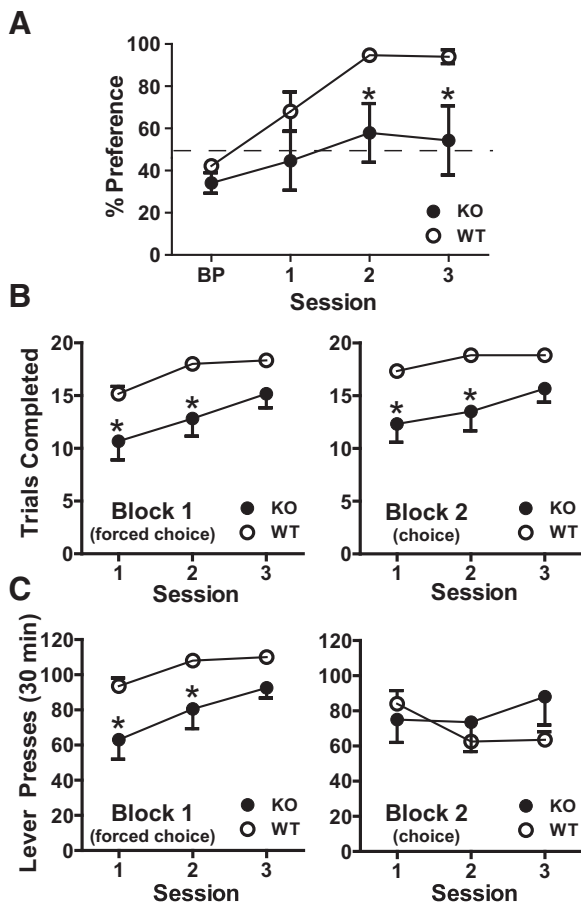 A
% Preference
100
80
60
40
20
0
* *
KO
WT
BP 1 2 3
Session
B
Trials Completed
20
15
10
5
0
* *
Block 1
(forced choice)
KO
WT
1 2 3
Session
20
15
10
5
0
* *
Block 2
(choice)
KO
WT
1 2 3
Session
C
Lever Presses (30 min)
120
100
80
60
40
20
0
* *
Block 1
(forced choice)
KO
WT
1 2 3
Session
120
100
80
60
40
20
0
Block 2
(choice)
KO
WT
1 2 3
Session